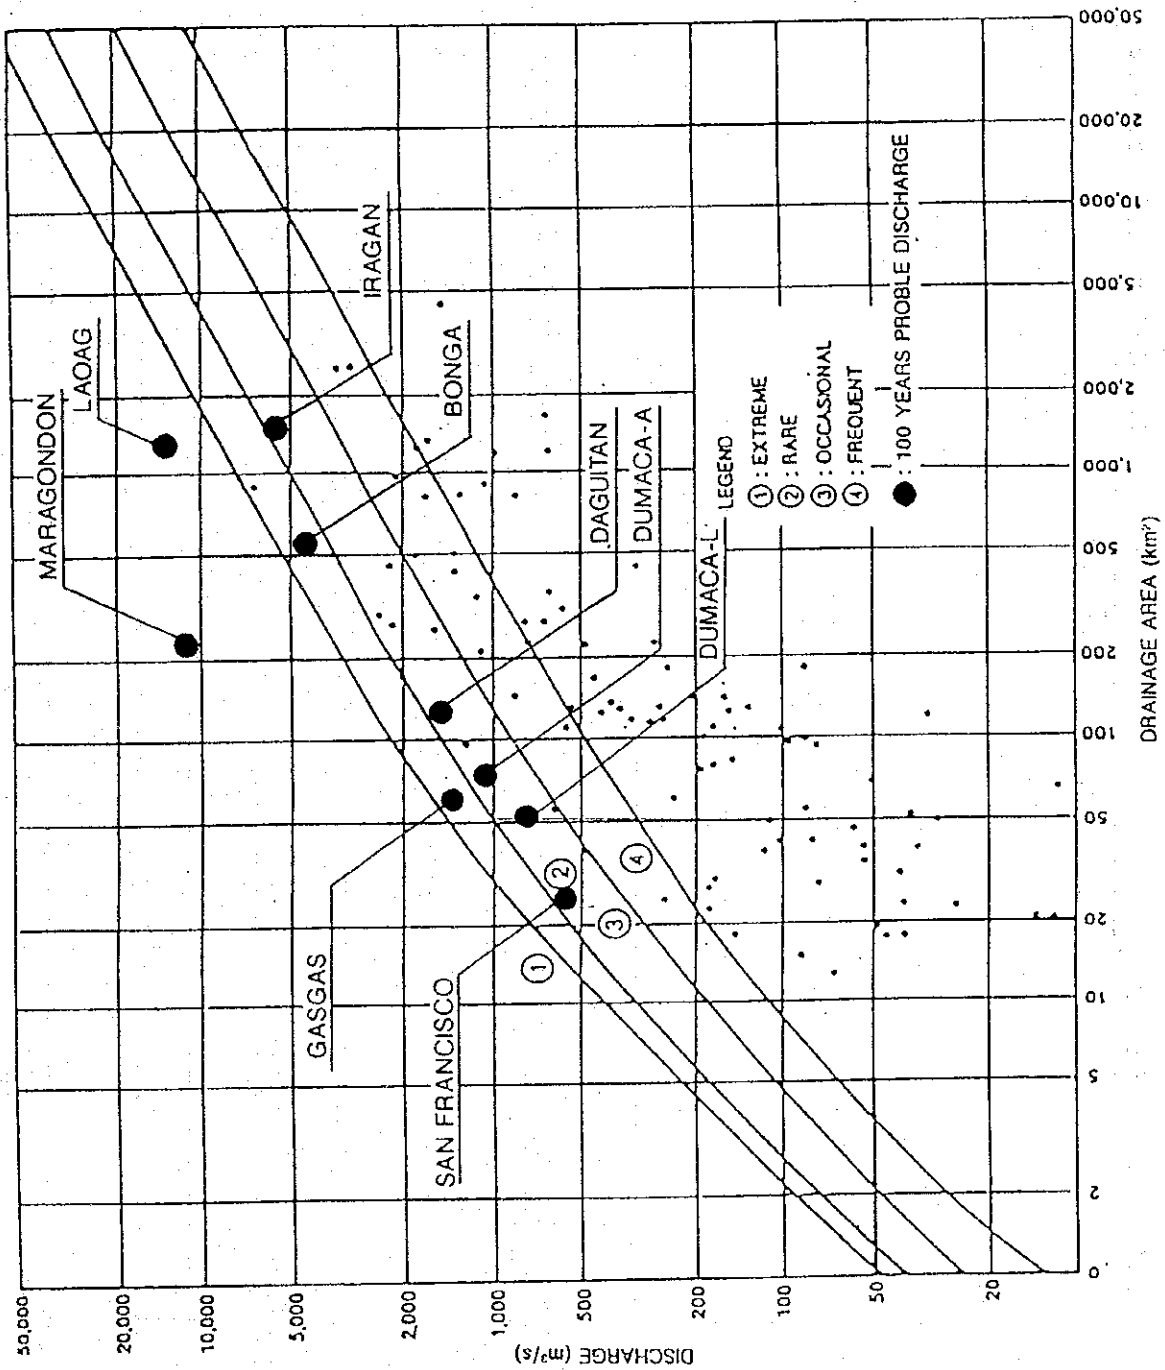 MARAGONDON
LAOAG
IRAGAN
BONGA
DAGUITAN
DUMACA-A
DUMACA-L
GASGAS
SAN FRANCISCO
LEGEND
① : EXTREME
② : RARE
③ : OCCASIONAL
④ : FREQUENT
● : 100 YEARS PROBLE DISCHARGE
①
②
③
④
DISCHARGE (m³/s)
50,000
20,000
10,000
5,000
2,000
1,000
500
200
100
50
20
DRAINAGE AREA (km²)
0
2
5
10
20
50
100
200
500
1,000
2,000
5,000
10,000
20,000
50,000